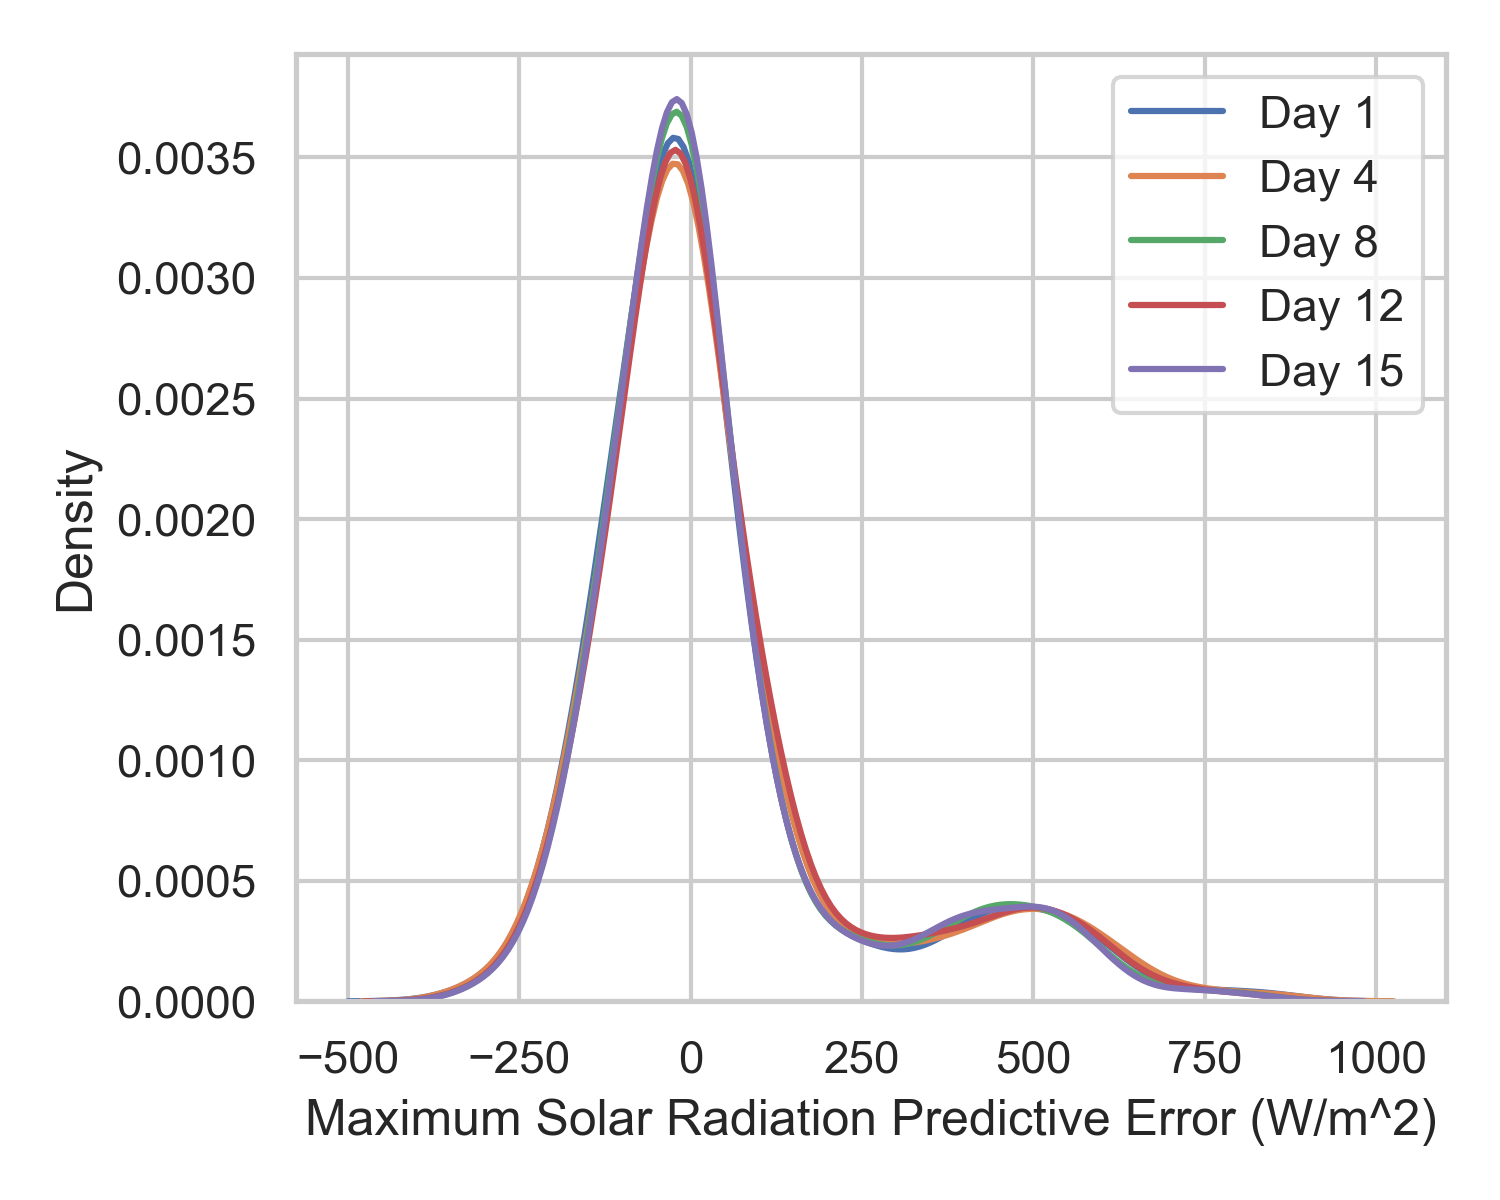 Day 1
Day 4
Day 8
Day 12
Day 15
0.0035
0.0030
0.0025
0.0020
0.0015
0.0010
0.0005
0.0000
Density
−500 −250 0 250 500 750 1000
Maximum Solar Radiation Predictive Error (W/m^2)